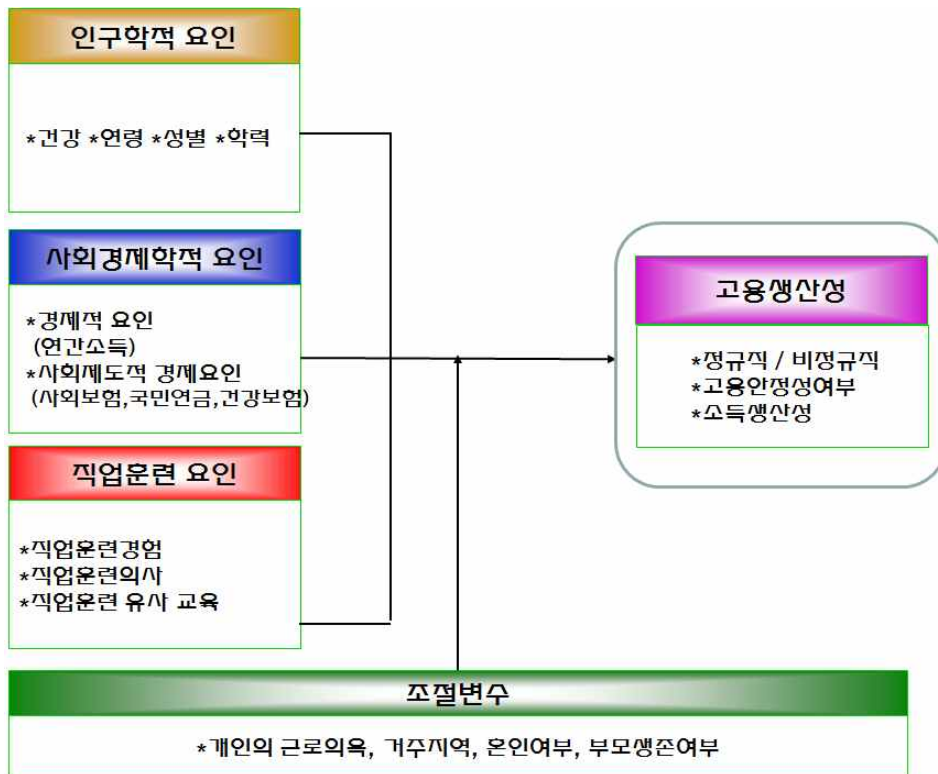 인구학적 요인
*건강 *연령 *성별 *학력
사회경제학적 요인
*경제적 요인
(연간소득)
*사회제도적 경제요인
(사회보험,국민연금,건강보험)
직업훈련 요인
*직업훈련경험
*직업훈련의사
*직업훈련 유사 교육
고용생산성
*정규직 / 비정규직
*고용안정성여부
*소득생산성
조절변수
*개인의 근로의욕, 거주지역, 혼인여부, 부모생존여부